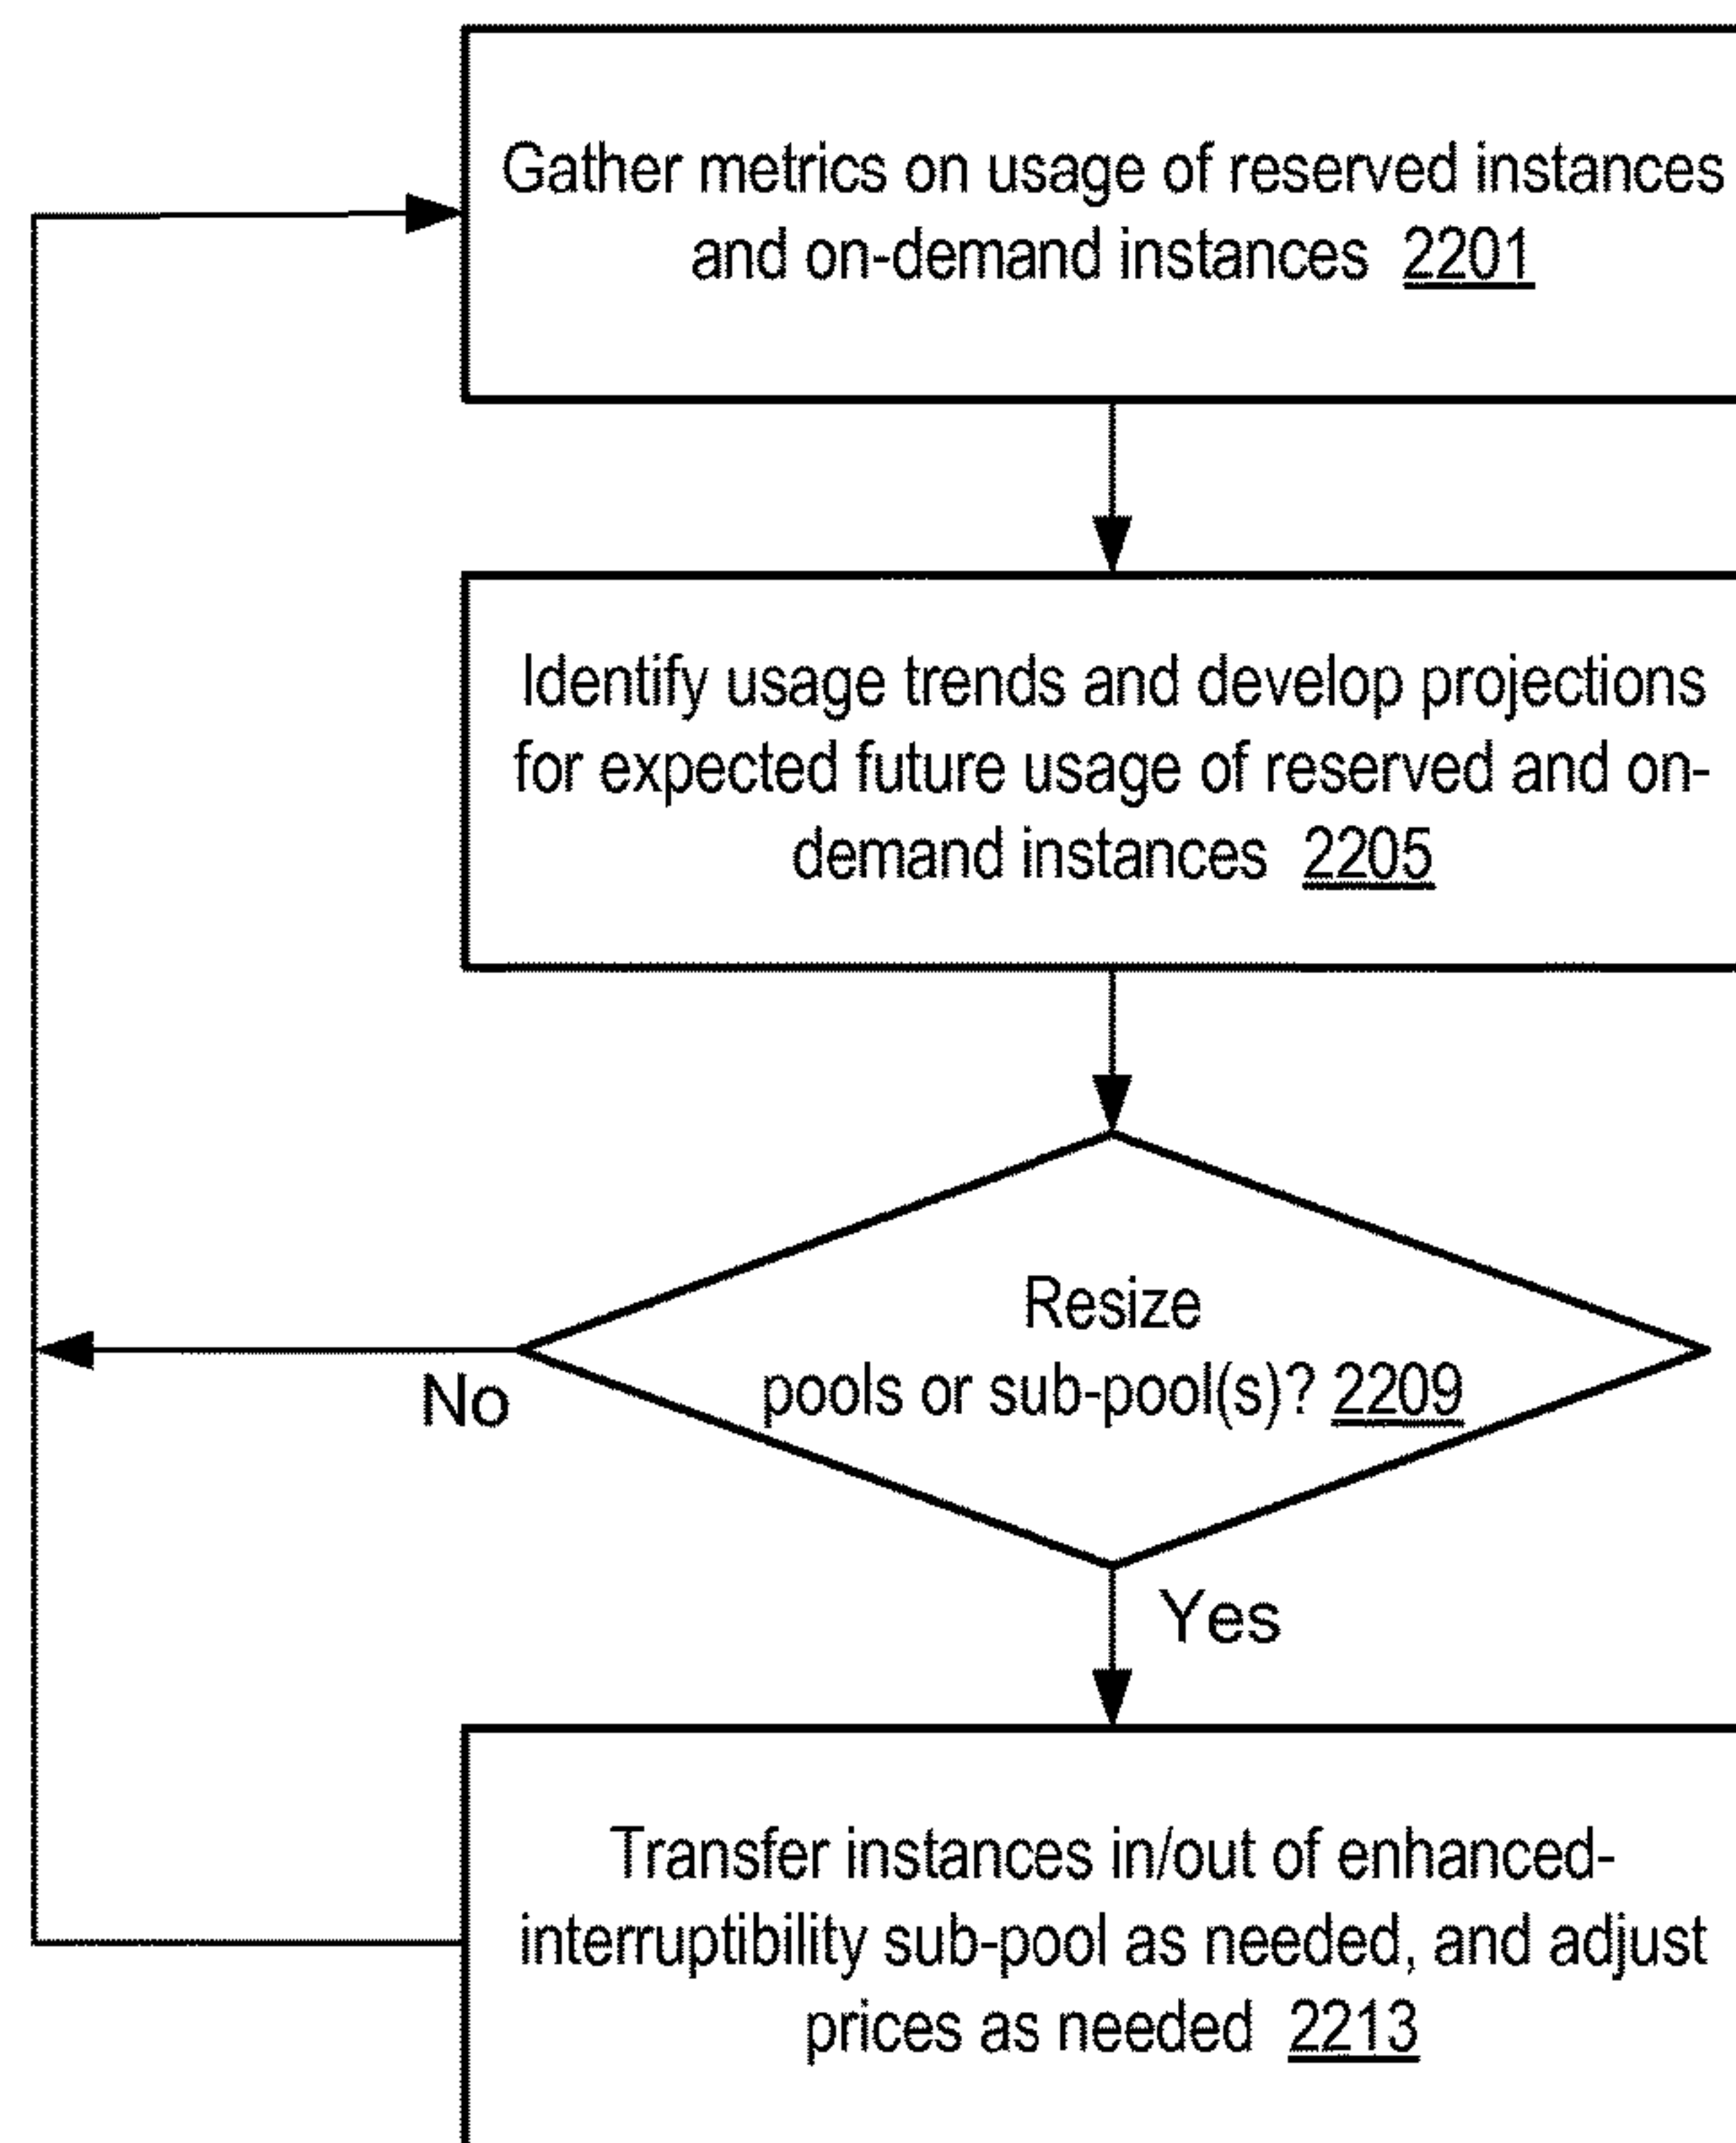 Gather metrics on usage of reserved instances
and on-demand instances 2201
Identify usage trends and develop projections
for expected future usage of reserved and on-
demand instances 2205
Resize
pools or sub-pool(s)? 2209
No
Yes
Transfer instances in/out of enhanced-
interruptibility sub-pool as needed, and adjust
prices as needed 2213